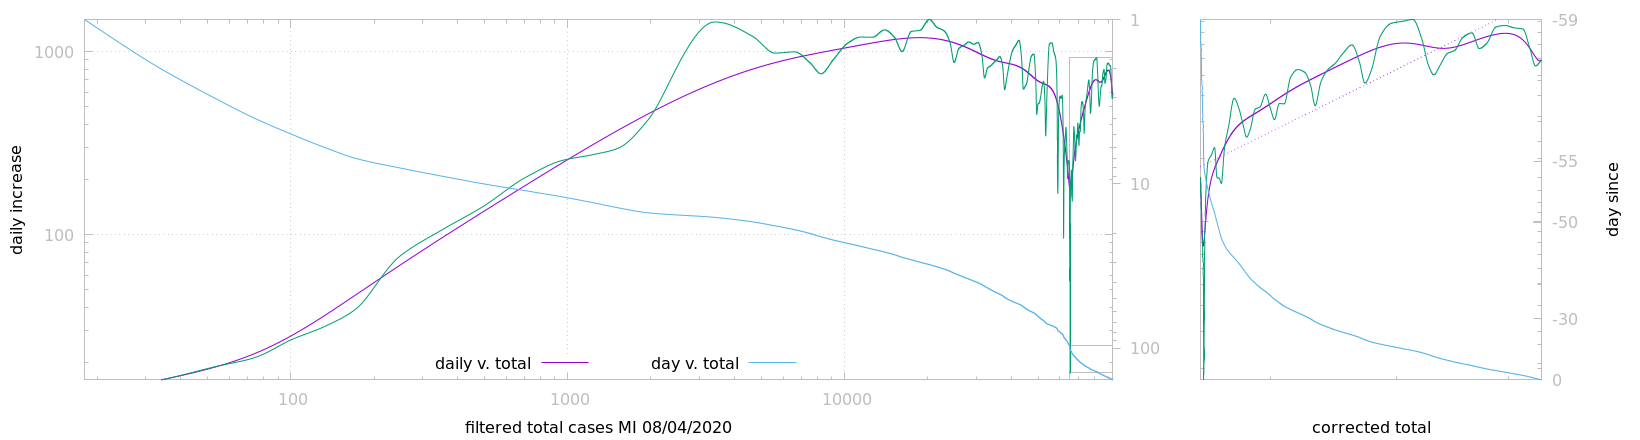 1000
100
daily increase
daily v. total
day v. total
100
1000
10000
filtered total cases MI 08/04/2020
1
10
100
-59
-55
-50
-30
0
day since
corrected total